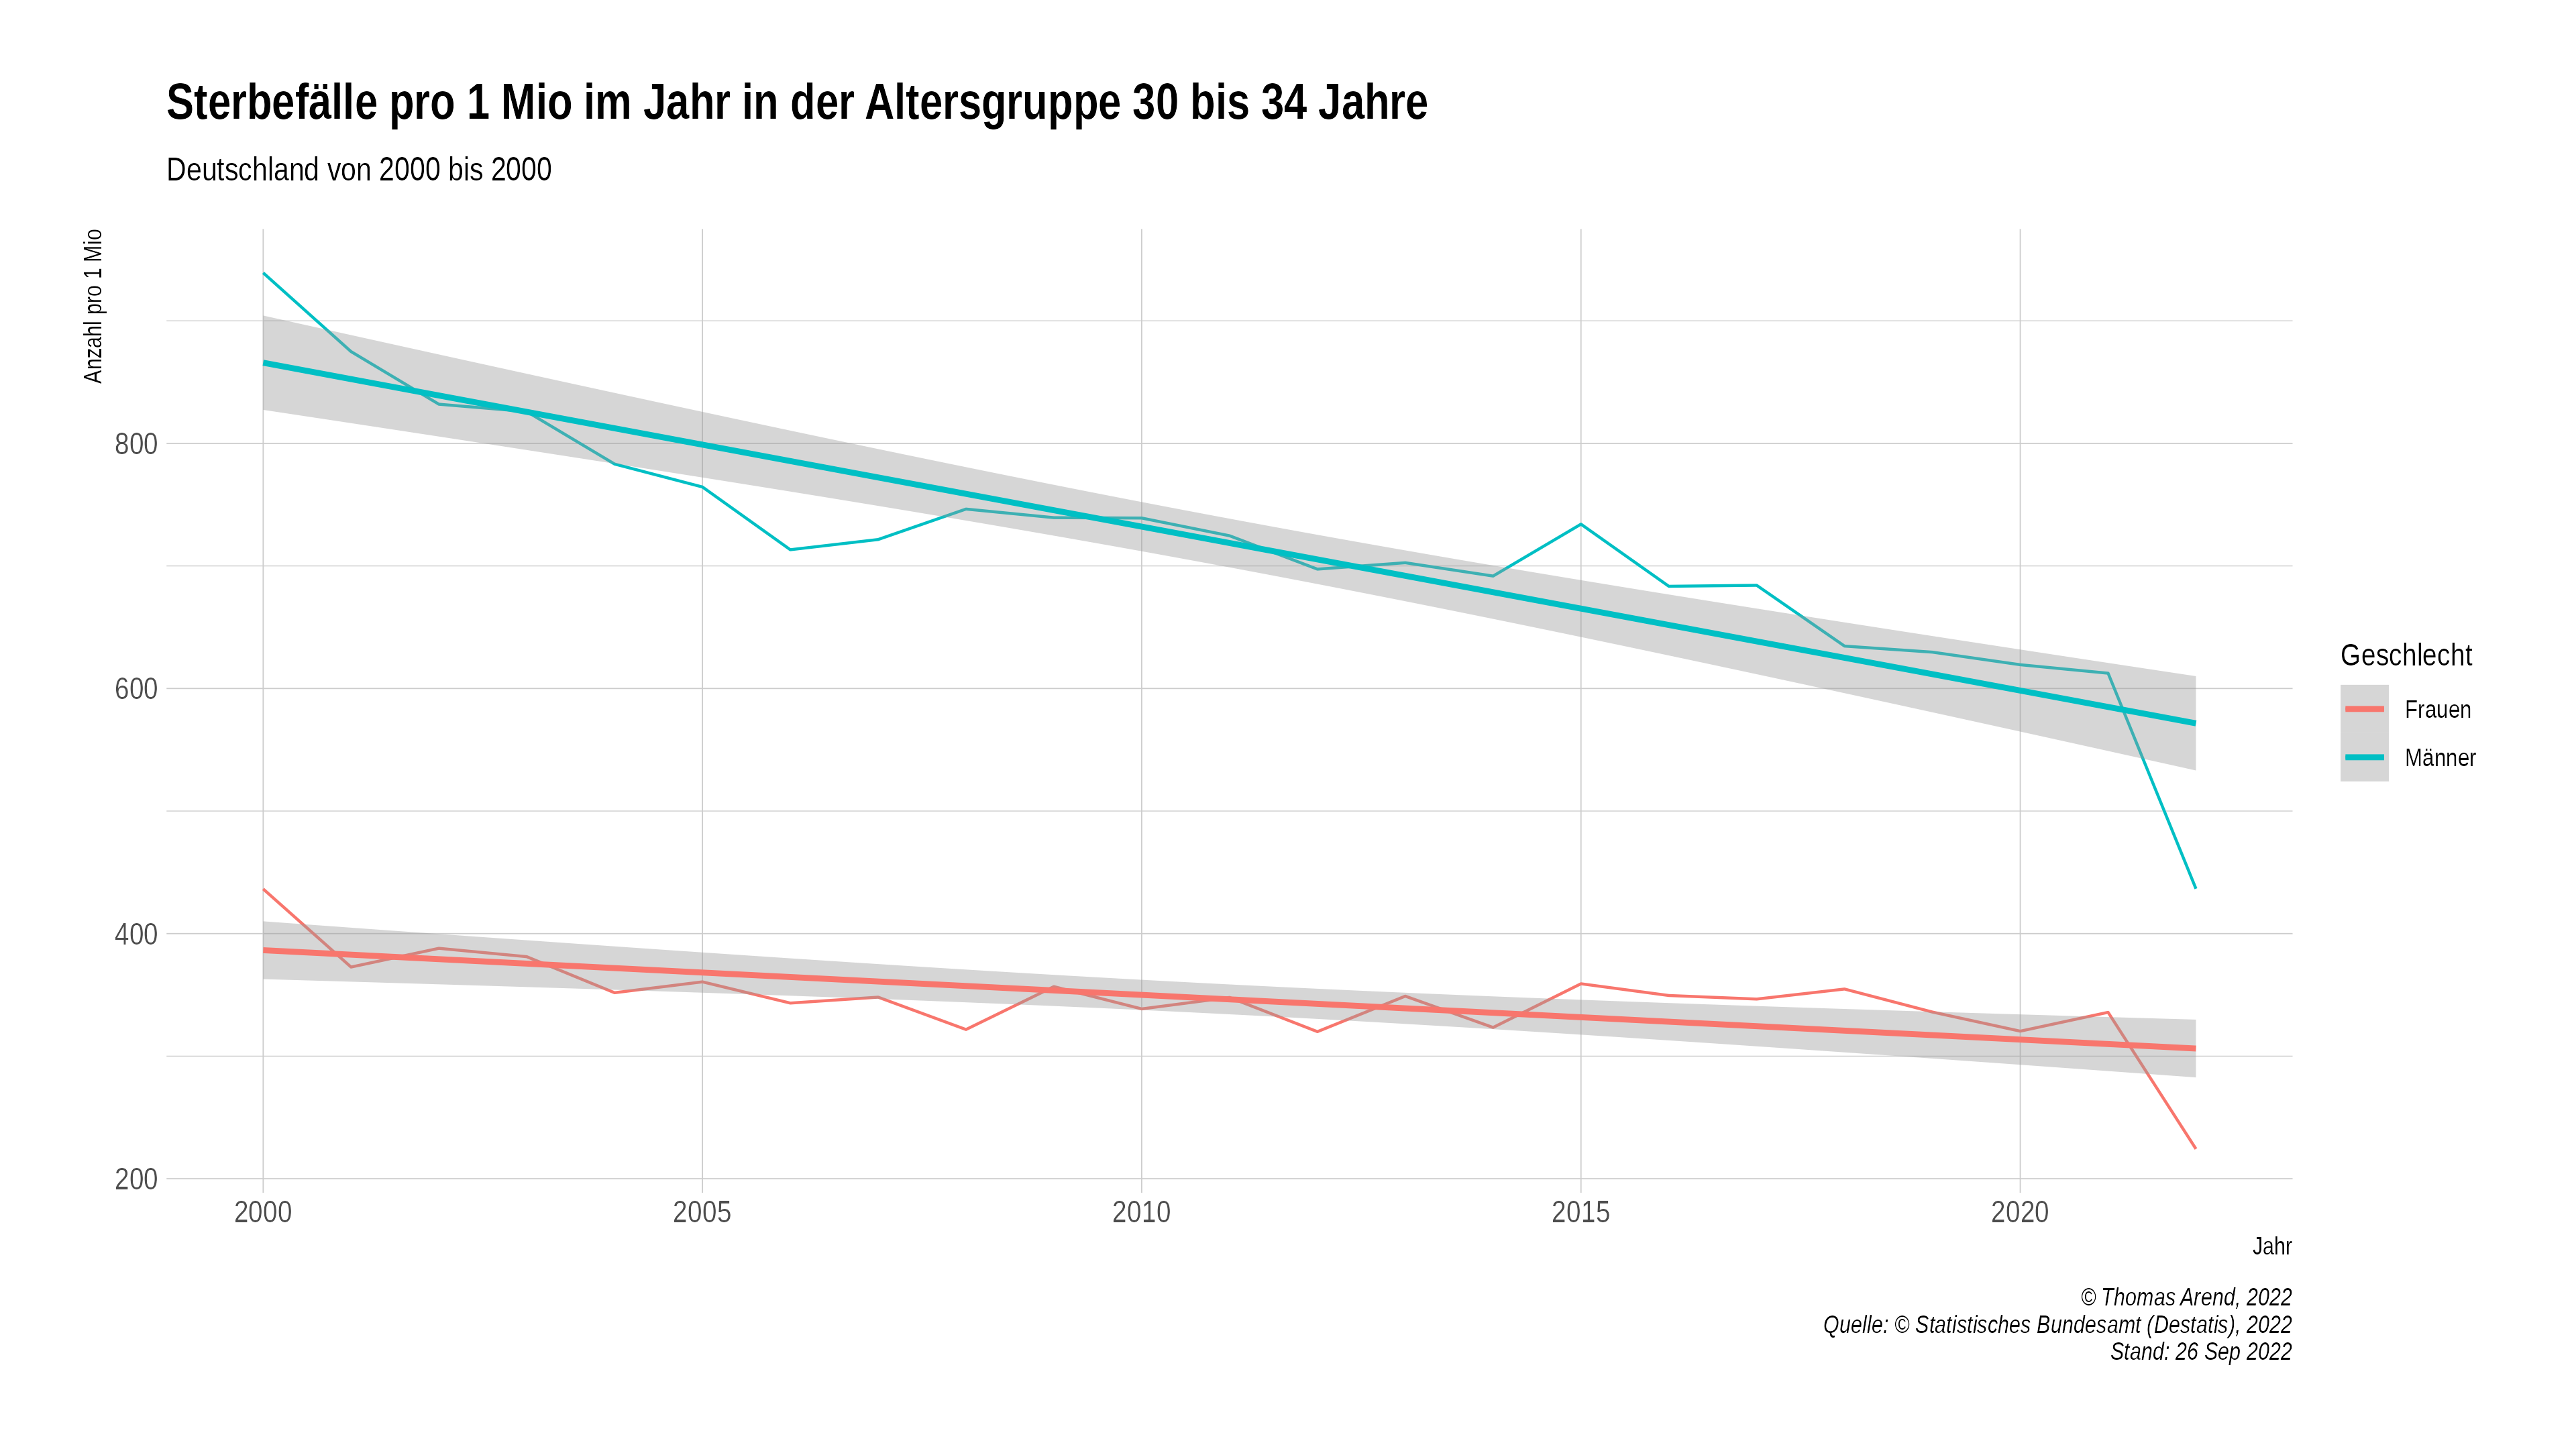 Sterbefälle pro 1 Mio im Jahr in der Altersgruppe 30 bis 34 Jahre
Deutschland von 2000 bis 2000
Anzahl pro 1 Mio
800
600
400
200
2000 2005 2010 2015 2020
Jahr
Geschlecht
Frauen
Männer
© Thomas Arend, 2022
Quelle: © Statistisches Bundesamt (Destatis), 2022
Stand: 26 Sep 2022